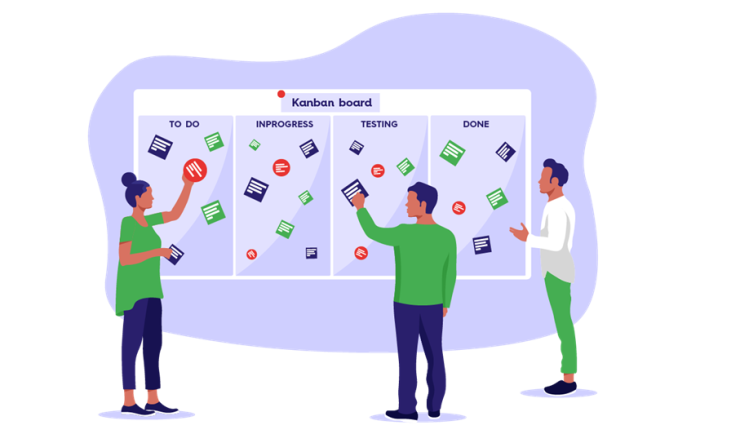 Kanban board
TO DO
INPROGRESS
TESTING
DONE